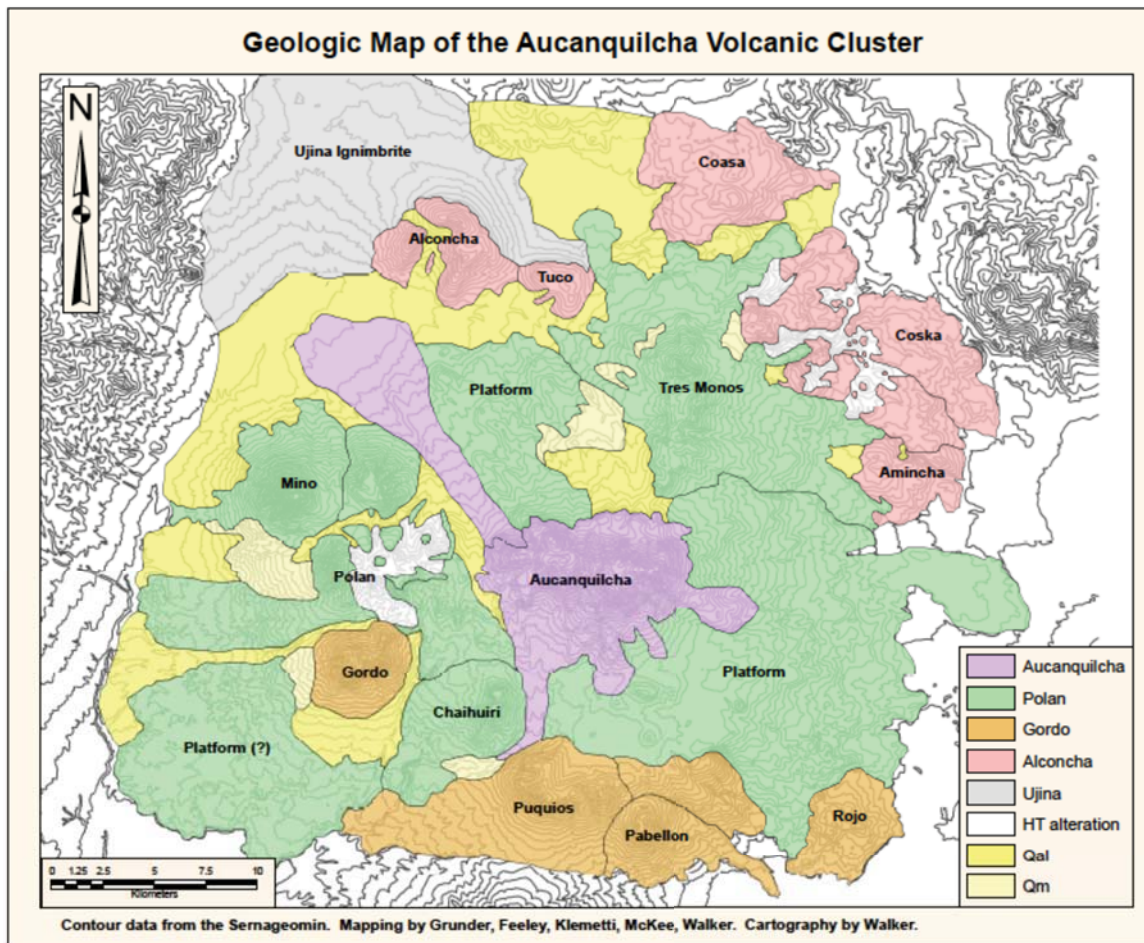 Geologic Map of the Aucanquilcha Volcanic Cluster
N
Ujina Ignimbrite
Coasa
Alconcha
Tuco
Coska
Platform
Tres Monos
Mino
Amincha
Polan
Aucanquilcha
Gordo
Platform
Chaihuiri
Platform (?)
Puquios
Pabellon
Rojo
Aucanquilcha
Polan
Gordo
Alconcha
Ujina
HT alteration
Qal
Qm
0 1.25 2.5 5 7.5 10
Kilometers
Contour data from the Sernageomin. Mapping by Grunder, Feeley, Klemetti, McKee, Walker. Cartography by Walker.